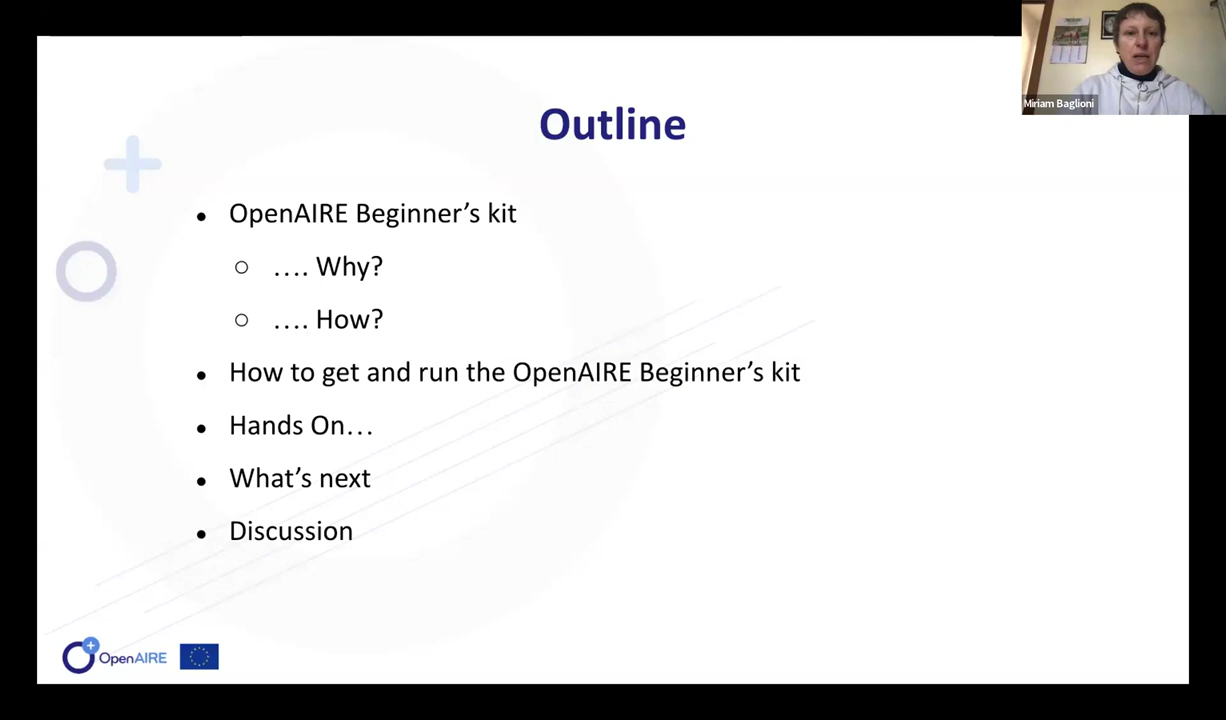 Miriam Baglioni
Outline
● OpenAIRE Beginner’s kit
○ …. Why?
○ …. How?
● How to get and run the OpenAIRE Beginner’s kit
● Hands On…
● What’s next
● Discussion
OpenAIRE